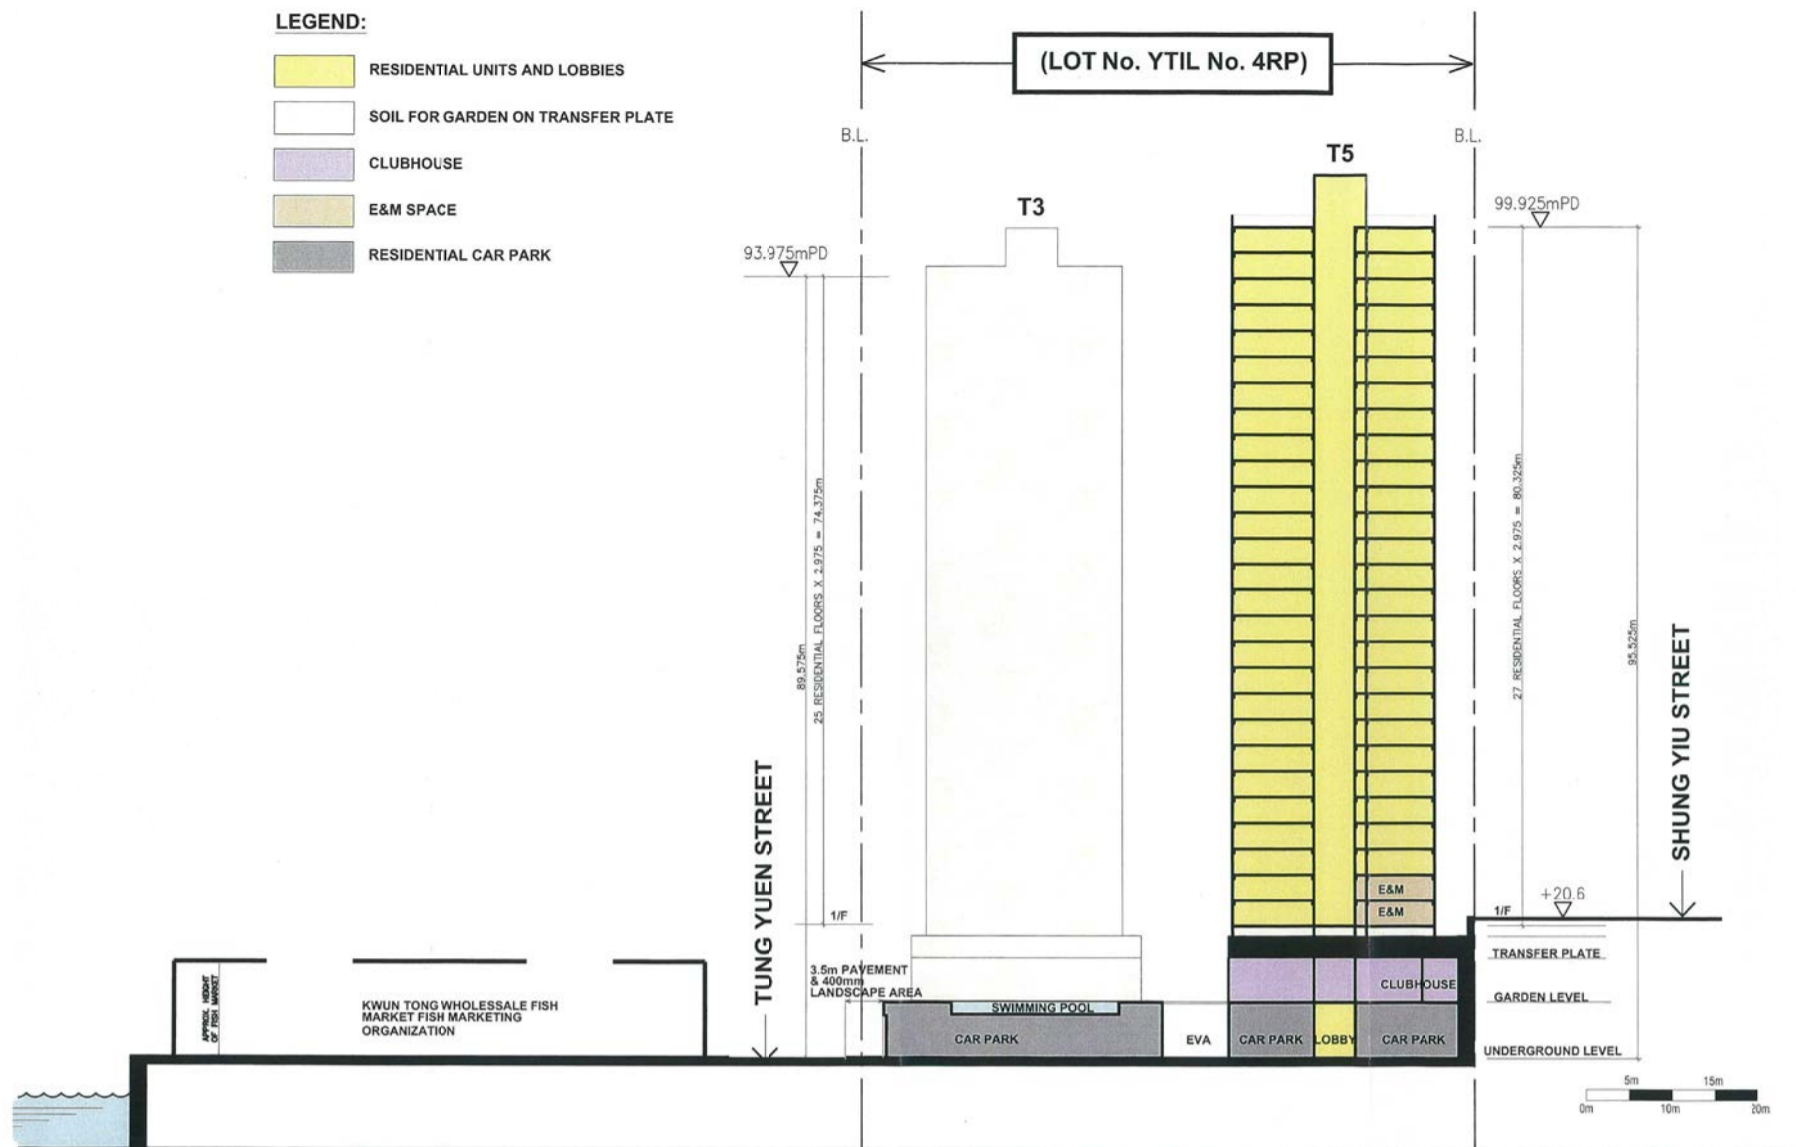 LEGEND:
RESIDENTIAL UNITS AND LOBBIES
SOIL FOR GARDEN ON TRANSFER PLATE
CLUBHOUSE
E&M SPACE
RESIDENTIAL CAR PARK
(LOT No. YTIL No. 4RP)
B.L.
B.L.
T5
T3
99.925mPD
93.975mPD
89.575m
25 RESIDENTIAL FLOORS X 2.975 = 74.375m
27 RESIDENTIAL FLOORS X 2.975 = 80.325m
95.525m
TUNG YUEN STREET
SHUNG YIU STREET
E&M
E&M
1/F
1/F
+20.6
TRANSFER PLATE
GARDEN LEVEL
UNDERGROUND LEVEL
3.5m PAVEMENT
& 400mm
LANDSCAPE AREA
CLUBHOUSE
SWIMMING POOL
CAR PARK
EVA
CAR PARK
LOBBY
CAR PARK
APPROX. HEIGHT
OF FISH MARKET
KWUN TONG WHOLESSALE FISH
MARKET FISH MARKETING
ORGANIZATION
5m
15m
0m
10m
20m